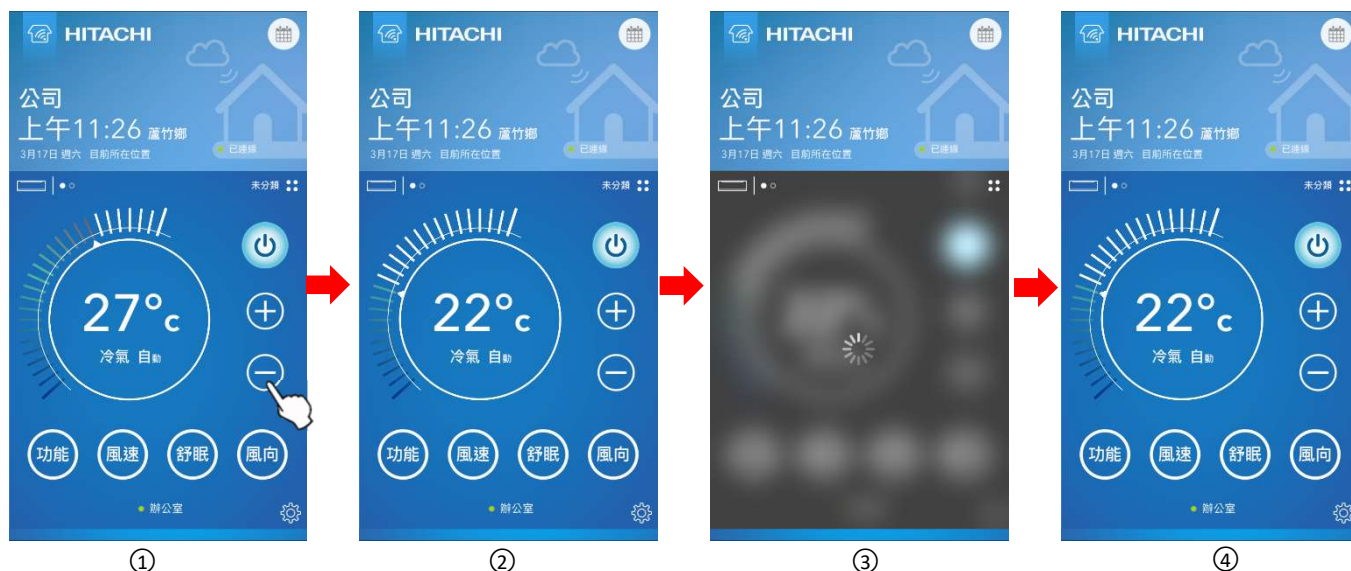 HITACHI
公司
上午11:26 蘆竹鄉
3月17日 週六 目前所在位置
已連線
未分類
27°c
冷氣 自動
功能 風速 舒眠 風向
辦公室
①
HITACHI
公司
上午11:26 蘆竹鄉
3月17日 週六 目前所在位置
已連線
未分類
22°c
冷氣 自動
功能 風速 舒眠 風向
辦公室
②
HITACHI
公司
上午11:26 蘆竹鄉
3月17日 週六 目前所在位置
已連線
③
HITACHI
公司
上午11:26 蘆竹鄉
3月17日 週六 目前所在位置
已連線
未分類
22°c
冷氣 自動
功能 風速 舒眠 風向
辦公室
④